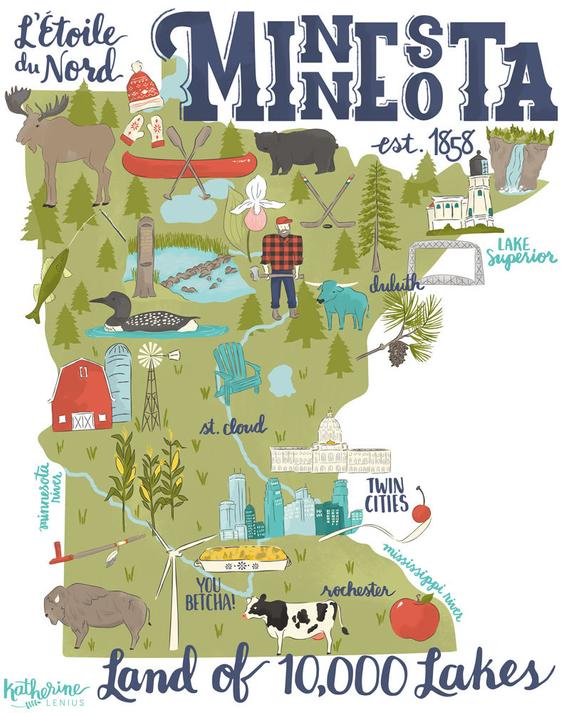 L'Étoile
du Nord
MINNESOTA
est. 1858
LAKE
Superior
duluth
st. cloud
minnesota
river
TWIN
CITIES
mississippi river
YOU
BETCHA!
rochester
Land of 10,000 Lakes
Katherine
LENIUS